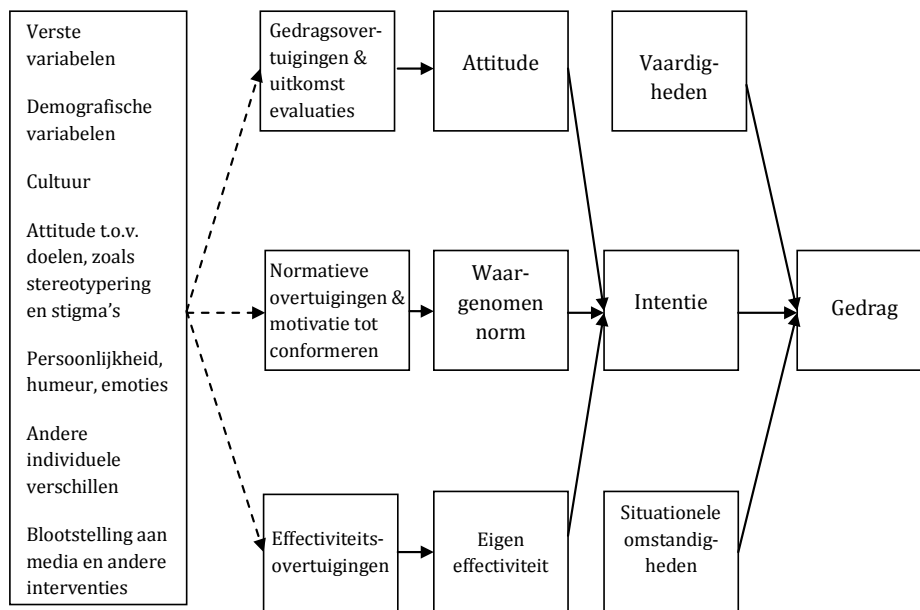 Verste
variabelen
Demografische
variabelen
Cultuur
Attitude t.o.v.
doelen, zoals
stereotypering
en stigma’s
Persoonlijkheid,
humeur, emoties
Andere
individuele
verschillen
Blootstelling aan
media en andere
interventies
Gedragsover-
tuigingen &
uitkomst
evaluaties
Attitude
Vaardig-
heden
Normatieve
overtuigingen &
motivatie tot
conformeren
Waar-
genomen
norm
Intentie
Gedrag
Effectiviteits-
overtuigingen
Eigen
effectiviteit
Situationele
omstandig-
heden